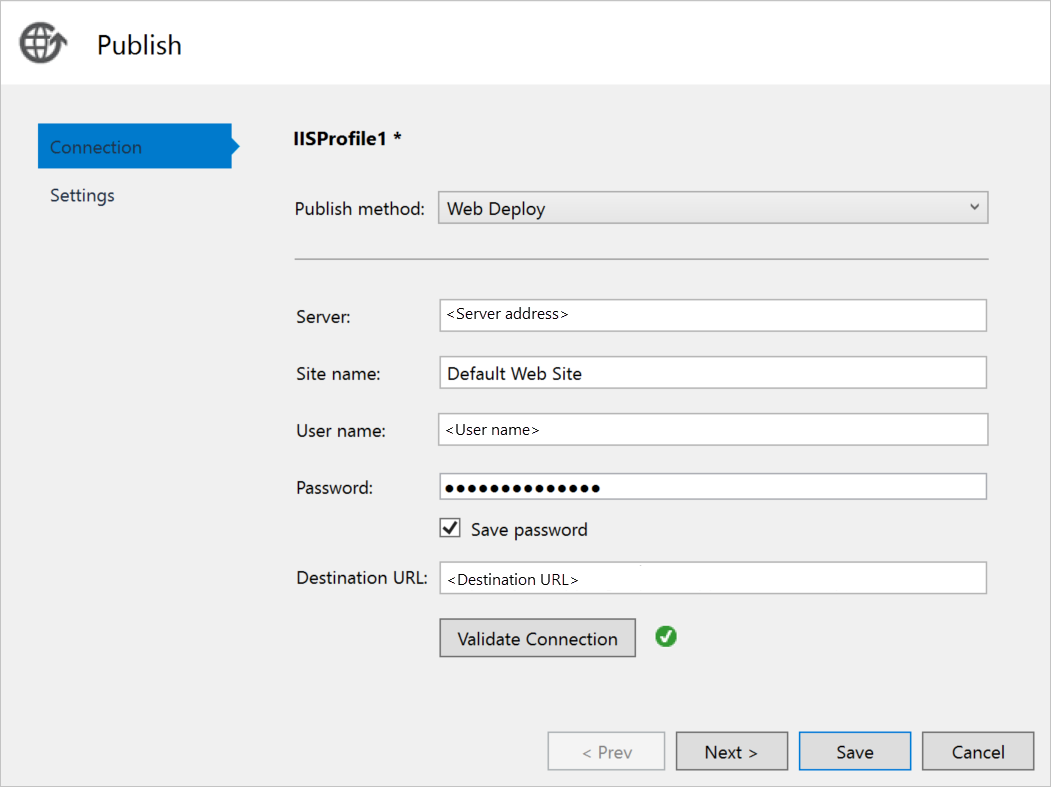 Publish
Connection
Settings
IISProfile1 *
Publish method: Web Deploy
Server: <Server address>
Site name: Default Web Site
User name: <User name>
Password: ●●●●●●●●●●●●●●
Save password
Destination URL: <Destination URL>
Validate Connection
< Prev Next > Save Cancel